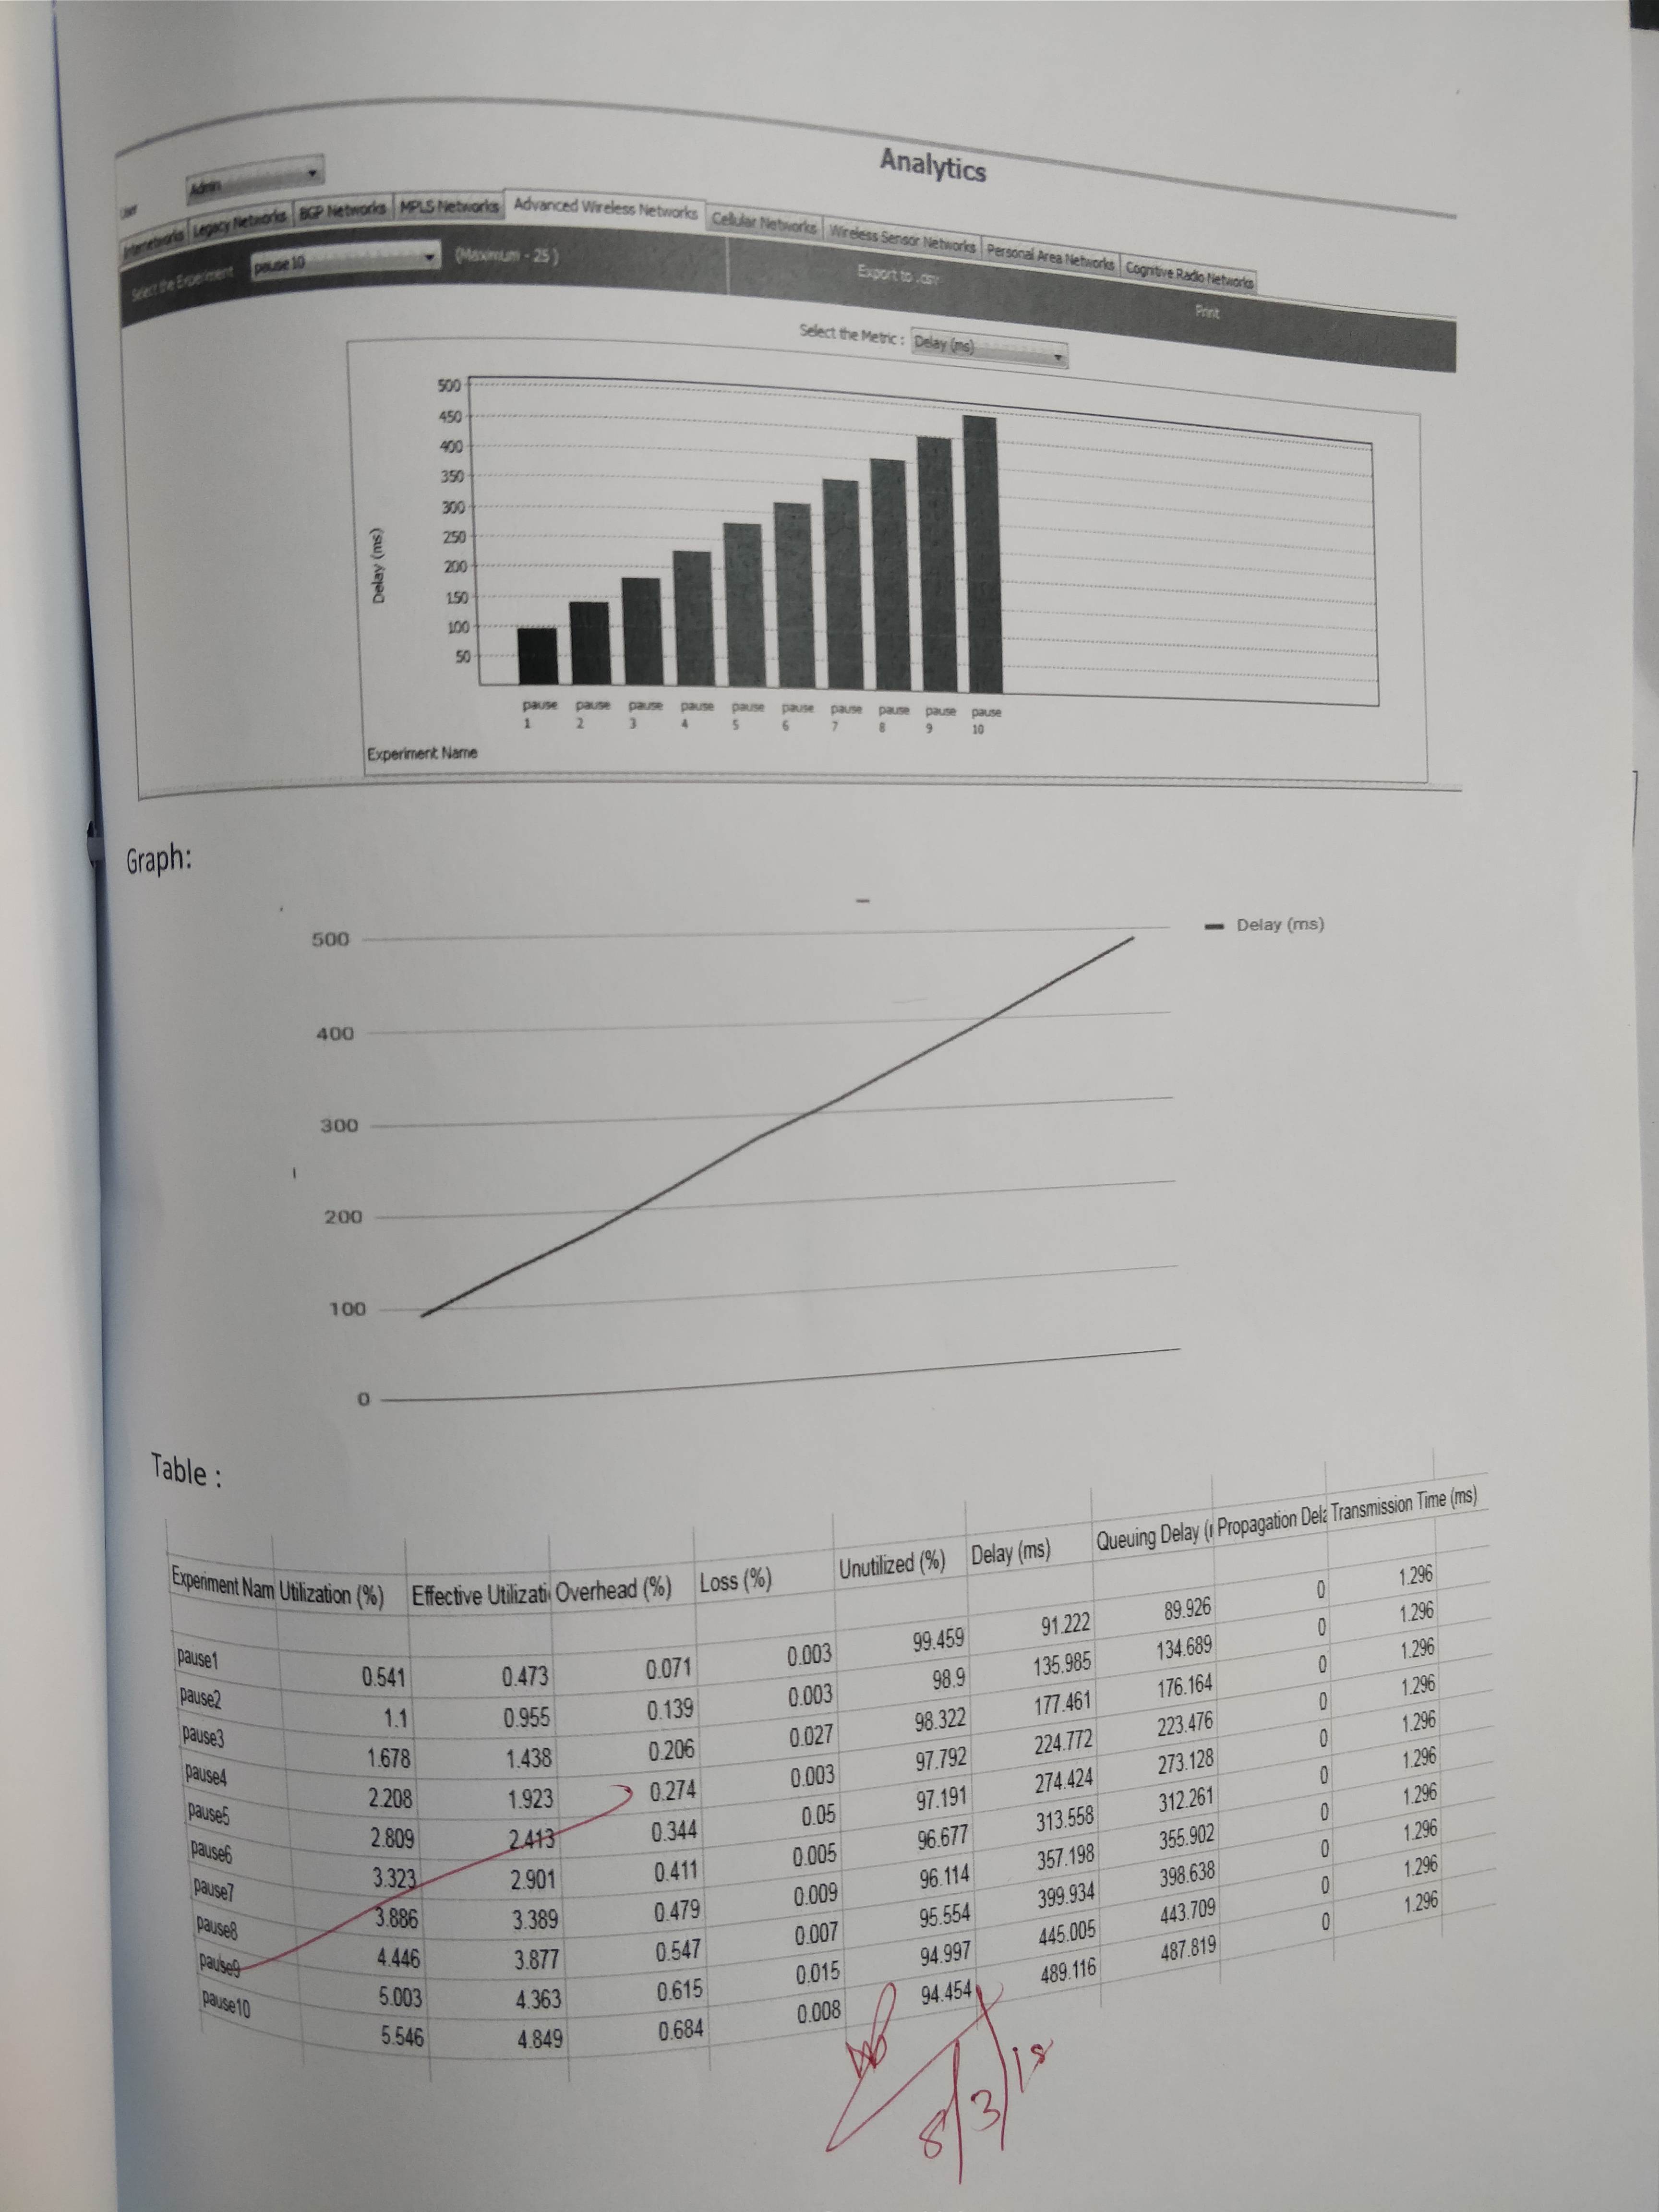 Analytics
User Admin
Internetworks Legacy Networks BGP Networks MPLS Networks Advanced Wireless Networks Cellular Networks Wireless Sensor Networks Personal Area Networks Cognitive Radio Networks
Select the Experiment pause 10 (Maximum - 25 ) Export to .csv Print
Select the Metric : Delay (ms)
500
450
400
350
300
250
200
150
100
50
Delay (ms)
pause pause pause pause pause pause pause pause pause pause
1 2 3 4 5 6 7 8 9 10
Experiment Name
Graph:
Delay (ms)
500
400
300
200
100
0
Table :
Experiment Nam Utilization (%) Effective Utilizati Overhead (%) Loss (%) Unutilized (%) Delay (ms) Queuing Delay ( Propagation Dela Transmission Time (ms)
pause1 0.541 0.473 0.071 0.003 99.459 91.222 89.926 0 1.296
pause2 1.1 0.955 0.139 0.003 98.9 135.985 134.689 0 1.296
pause3 1.678 1.438 0.206 0.027 98.322 177.461 176.164 0 1.296
pause4 2.208 1.923 0.274 0.003 97.792 224.772 223.476 0 1.296
pause5 2.809 2.413 0.344 0.05 97.191 274.424 273.128 0 1.296
pause6 3.323 2.901 0.411 0.005 96.677 313.558 312.261 0 1.296
pause7 3.886 3.389 0.479 0.009 96.114 357.198 355.902 0 1.296
pause8 4.446 3.877 0.547 0.007 95.554 399.934 398.638 0 1.296
pause9 5.003 4.363 0.615 0.015 94.997 445.005 443.709 0 1.296
pause10 5.546 4.849 0.684 0.008 94.454 489.116 487.819 0 1.296
8/3/18